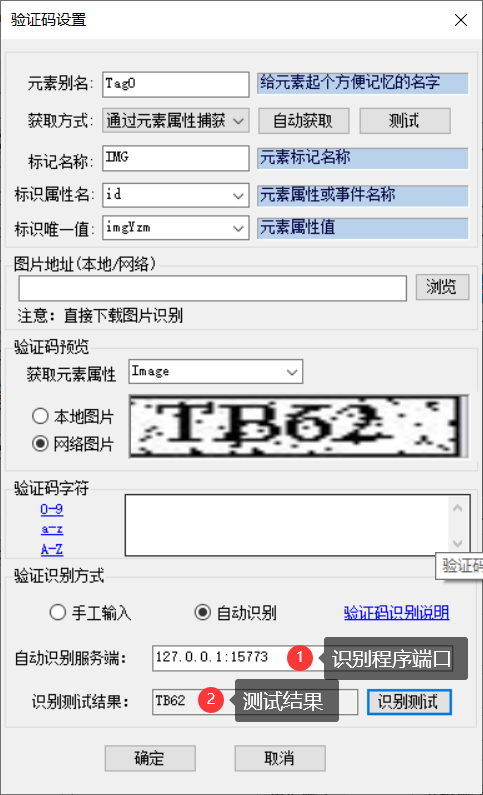 验证码设置
元素别名: Tag0 给元素起个方便记忆的名字
获取方式: 通过元素属性捕获 自动获取 测试
标记名称: IMG 元素标记名称
标识属性名: id 元素属性或事件名称
标识唯一值: imgYzm 元素属性值
图片地址(本地/网络)
浏览
注意: 直接下载图片识别
验证码预览
获取元素属性 Image
本地图片
网络图片
TB62
验证码字符
0-9
a-z
A-Z
验证码
验证识别方式
手工输入 自动识别 验证码识别说明
自动识别服务端: 127.0.0.1:15773 1 识别程序端口
识别测试结果: TB62 2 测试结果 识别测试
确定 取消